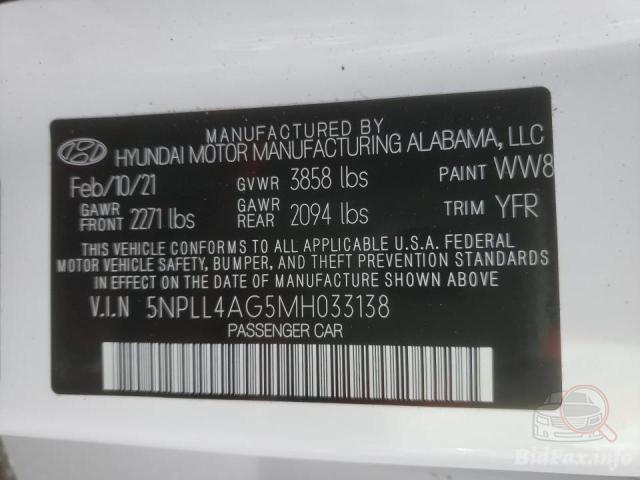 MANUFACTURED BY
HYUNDAI MOTOR MANUFACTURING ALABAMA, LLC
Feb/10/21 GVWR 3858 lbs PAINT WW8
GAWR FRONT 2271 lbs GAWR REAR 2094 lbs TRIM YFR
THIS VEHICLE CONFORMS TO ALL APPLICABLE U.S.A. FEDERAL
MOTOR VEHICLE SAFETY, BUMPER, AND THEFT PREVENTION STANDARDS
IN EFFECT ON THE DATE OF MANUFACTURE SHOWN ABOVE
V.I.N 5NPLL4AG5MH033138
PASSENGER CAR
BidFax.info